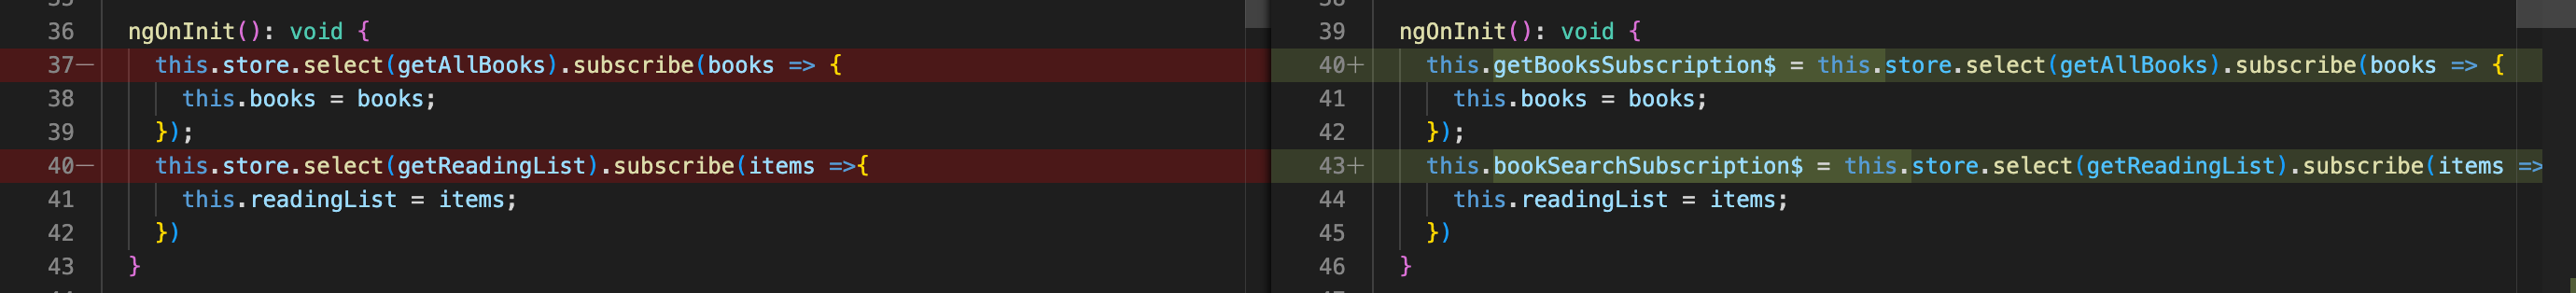 36 ngOnInit(): void {
37— this.store.select(getAllBooks).subscribe(books => {
38 this.books = books;
39 });
40— this.store.select(getReadingList).subscribe(items =>{
41 this.readingList = items;
42 })
43 }
39 ngOnInit(): void {
40+ this.getBooksSubscription$ = this.store.select(getAllBooks).subscribe(books => {
41 this.books = books;
42 });
43+ this.bookSearchSubscription$ = this.store.select(getReadingList).subscribe(items =>
44 this.readingList = items;
45 })
46 }